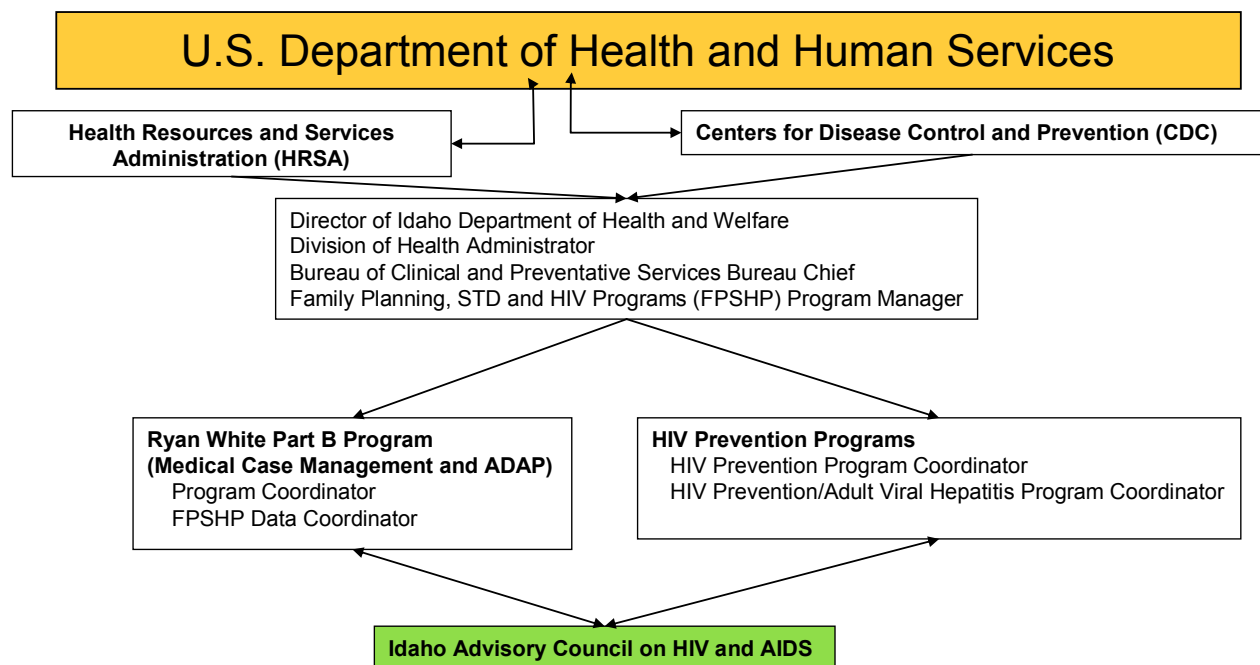 U.S. Department of Health and Human Services
Health Resources and Services
Administration (HRSA)
Centers for Disease Control and Prevention (CDC)
Director of Idaho Department of Health and Welfare
Division of Health Administrator
Bureau of Clinical and Preventative Services Bureau Chief
Family Planning, STD and HIV Programs (FPSHP) Program Manager
Ryan White Part B Program
(Medical Case Management and ADAP)
Program Coordinator
FPSHP Data Coordinator
HIV Prevention Programs
HIV Prevention Program Coordinator
HIV Prevention/Adult Viral Hepatitis Program Coordinator
Idaho Advisory Council on HIV and AIDS